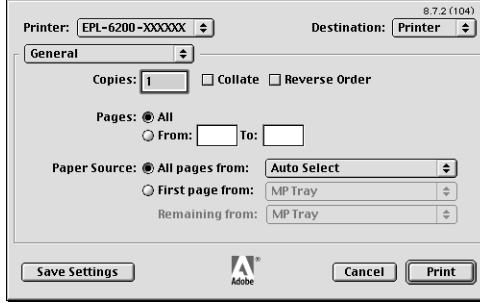 8.7.2 (104)
Printer: EPL-6200-XXXXXX Destination: Printer
General
Copies: 1 Collate Reverse Order
Pages: All
From: To:
Paper Source: All pages from: Auto Select
First page from: MP Tray
Remaining from: MP Tray
Save Settings Adobe ® Cancel Print